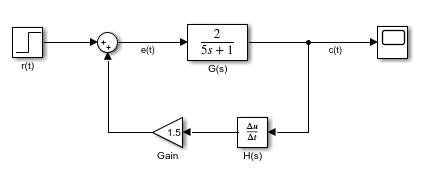 r(t)
+
+
e(t)
2
5s + 1
G(s)
c(t)
1.5
Gain
Δu
Δt
H(s)